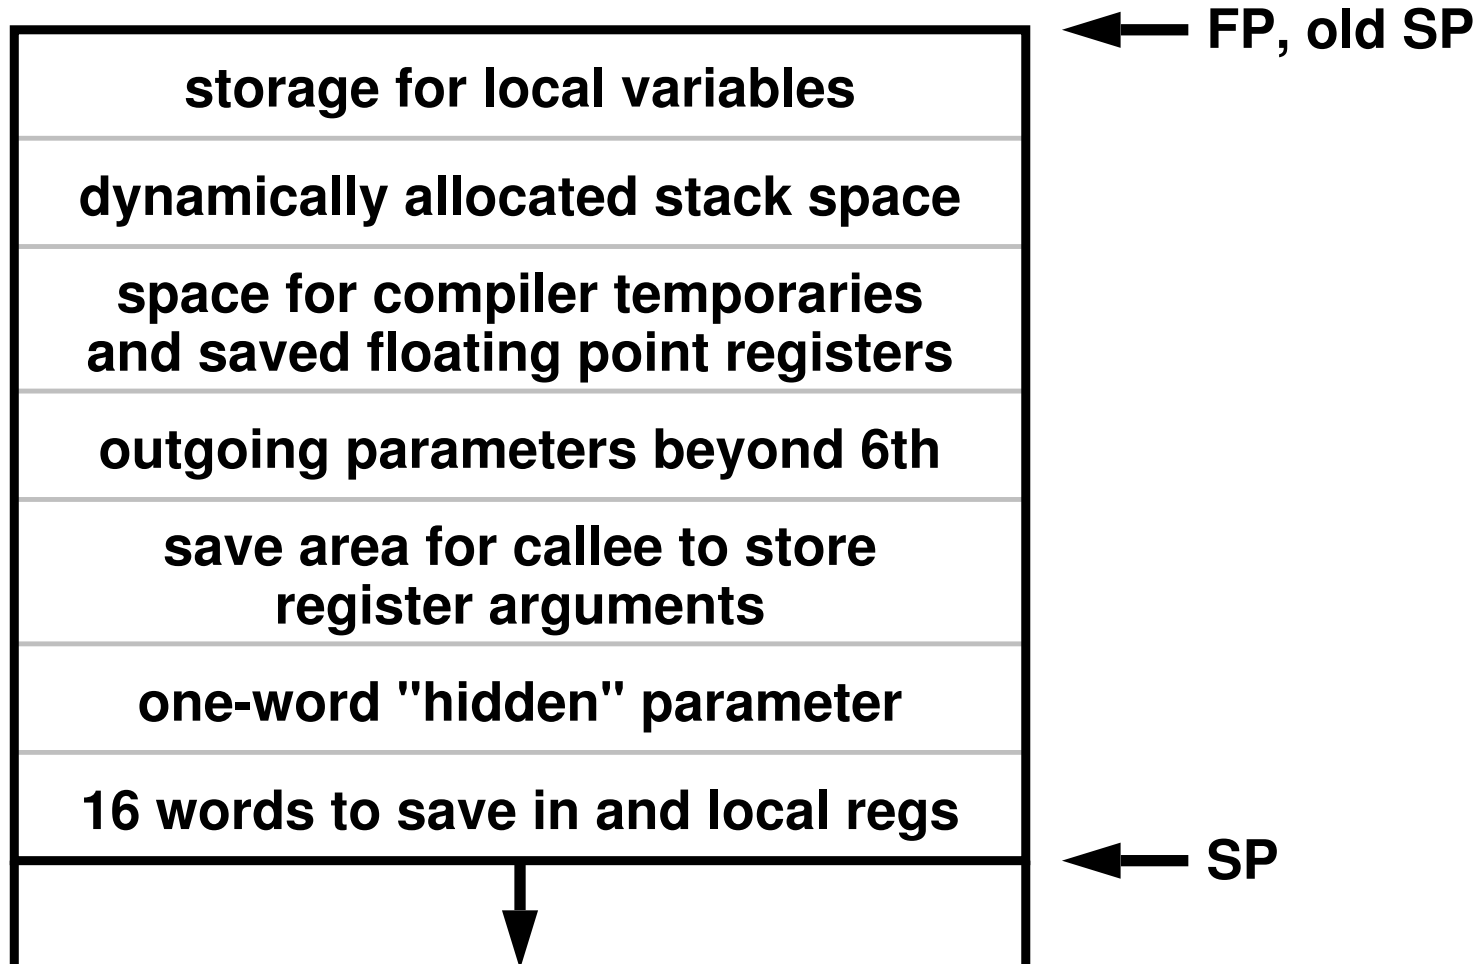 FP, old SP
storage for local variables
dynamically allocated stack space
space for compiler temporaries
and saved floating point registers
outgoing parameters beyond 6th
save area for callee to store
register arguments
one-word "hidden" parameter
16 words to save in and local regs
SP